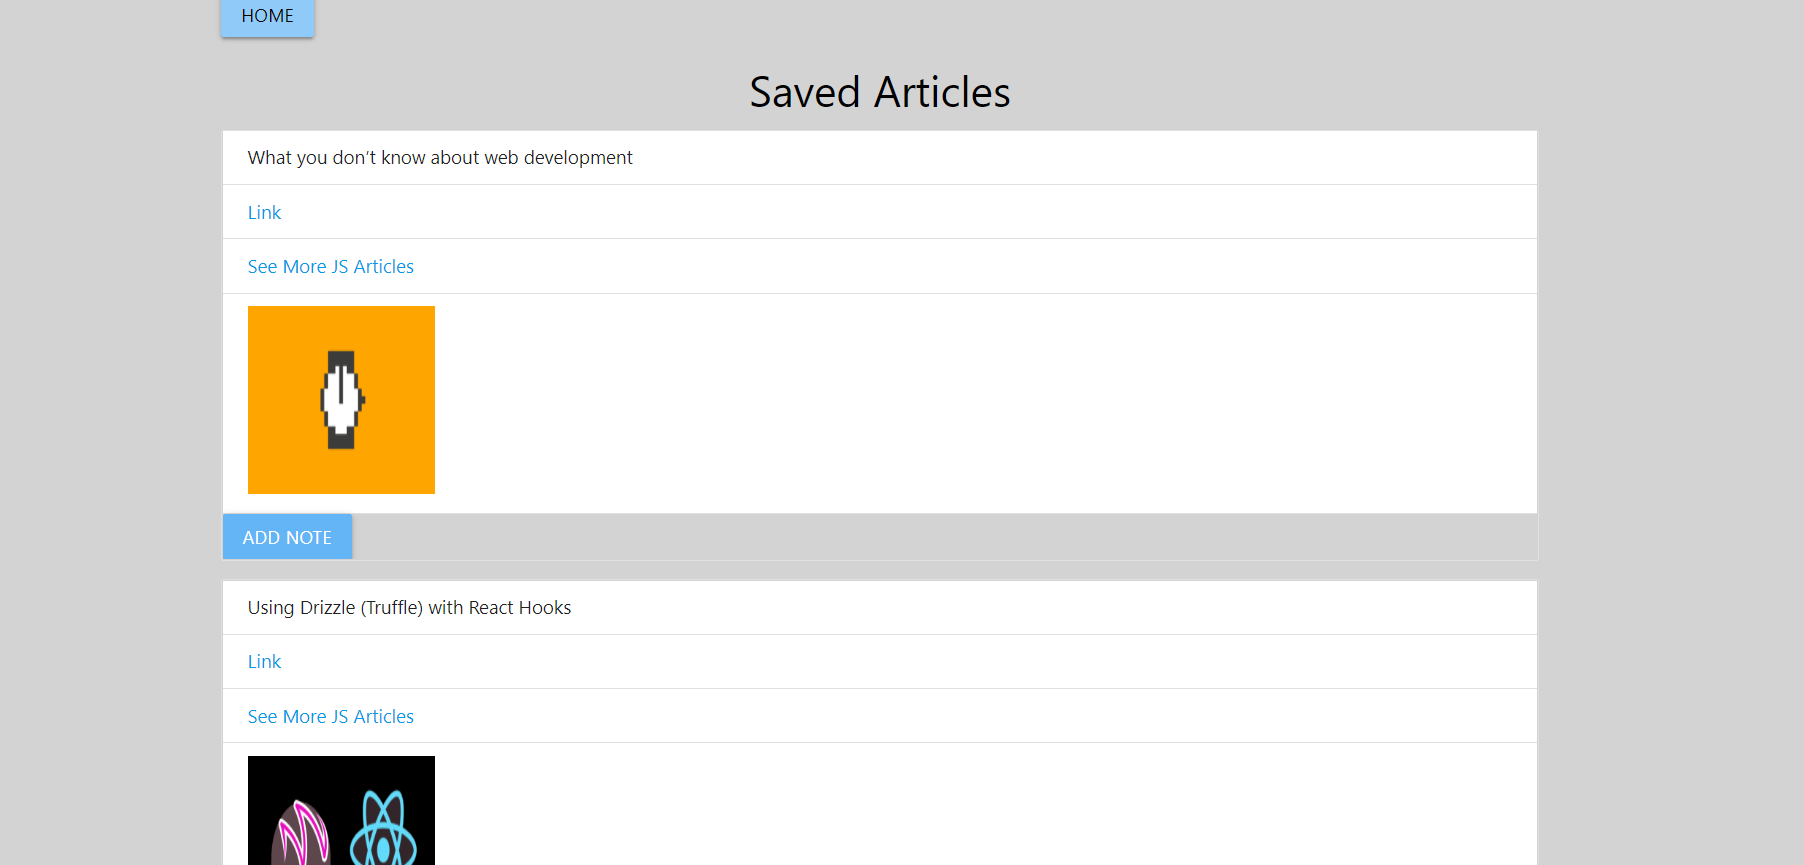 HOME
Saved Articles
What you don’t know about web development
Link
See More JS Articles
ADD NOTE
Using Drizzle (Truffle) with React Hooks
Link
See More JS Articles